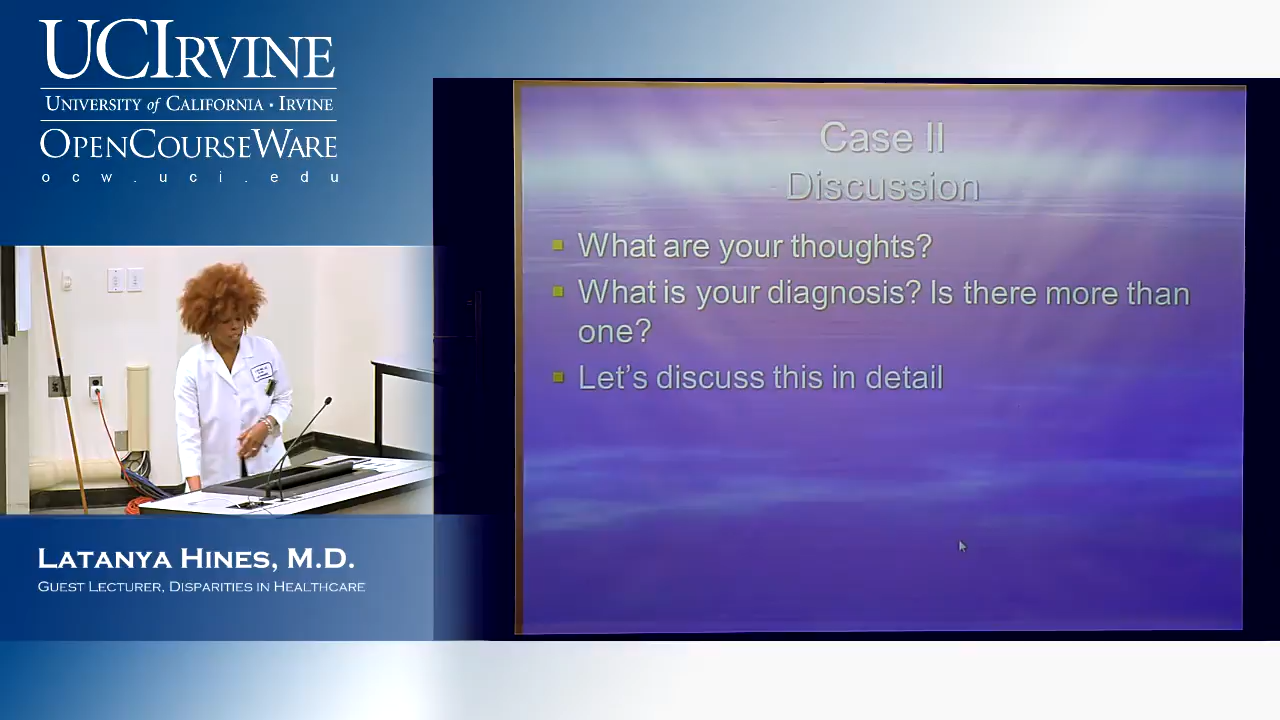 UCIRVINE
UNIVERSITY of CALIFORNIA · IRVINE
OPENCOURSEWARE
ocw.uci.edu
Case II
Discussion
What are your thoughts?
What is your diagnosis? Is there more than
one?
Let's discuss this in detail
LATANYA HINES, M.D.
GUEST LECTURER, DISPARITIES IN HEALTHCARE